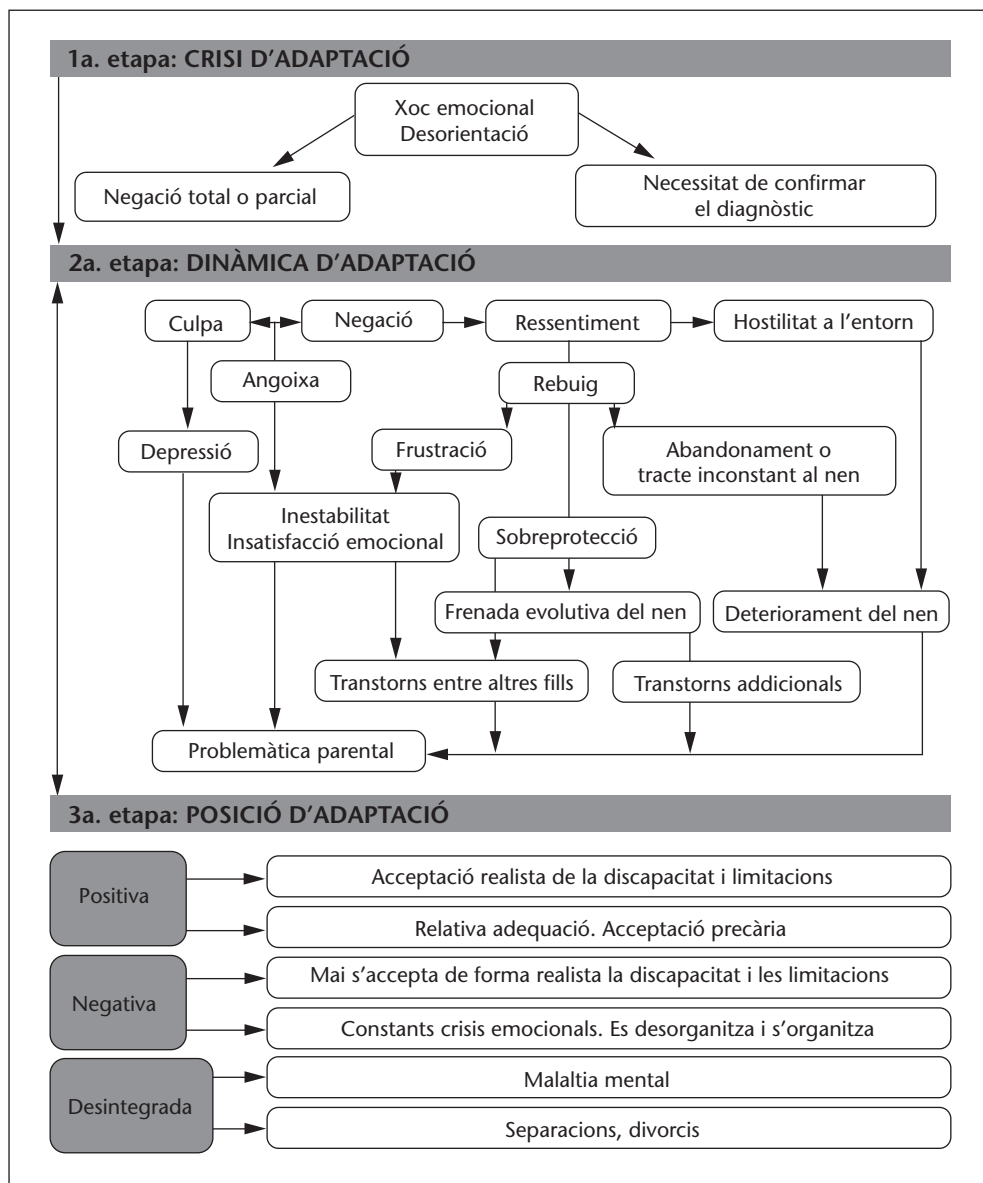 1a. etapa: CRISI D’ADAPTACIÓ
Xoc emocional
Desorientació
Negació total o parcial
Necessitat de confirmar
el diagnòstic
2a. etapa: DINÀMICA D’ADAPTACIÓ
Culpa
Negació
Ressentiment
Hostilitat a l’entorn
Angoixa
Rebuig
Depressió
Frustració
Abandonament o
tracte inconstant al nen
Inestabilitat
Insatisfacció emocional
Sobreprotecció
Frenada evolutiva del nen
Deteriorament del nen
Transtorns entre altres fills
Transtorns addicionals
Problemàtica parental
3a. etapa: POSICIÓ D’ADAPTACIÓ
Positiva
Acceptació realista de la discapacitat i limitacions
Relativa adequació. Acceptació precària
Negativa
Mai s’accepta de forma realista la discapacitat i les limitacions
Constants crisis emocionals. Es desorganitza i s’organitza
Desintegrada
Malaltia mental
Separacions, divorcis